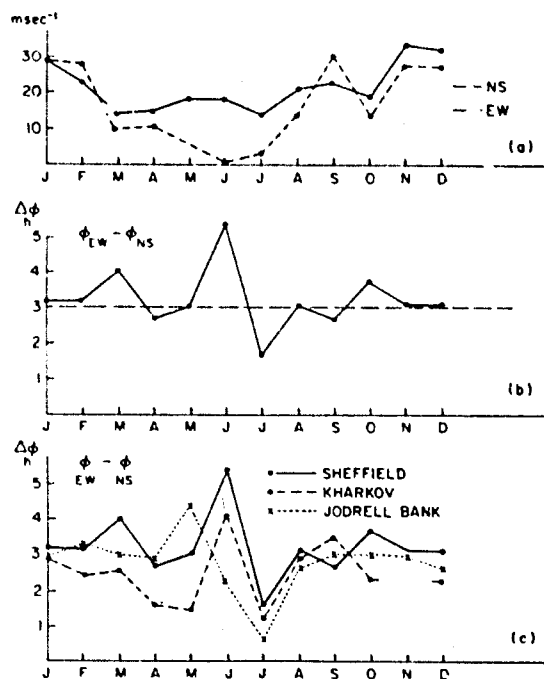 msec⁻¹
30
20
10
NS
EW
(a)
J F M A M J J A S O N D
Δφ
h
φEW − φNS
5
4
3
2
1
(b)
J F M A M J J A S O N D
Δφ
h
φ − φ
EW NS
SHEFFIELD
KHARKOV
JODRELL BANK
5
4
3
2
1
(c)
J F M A M J J A S O N D